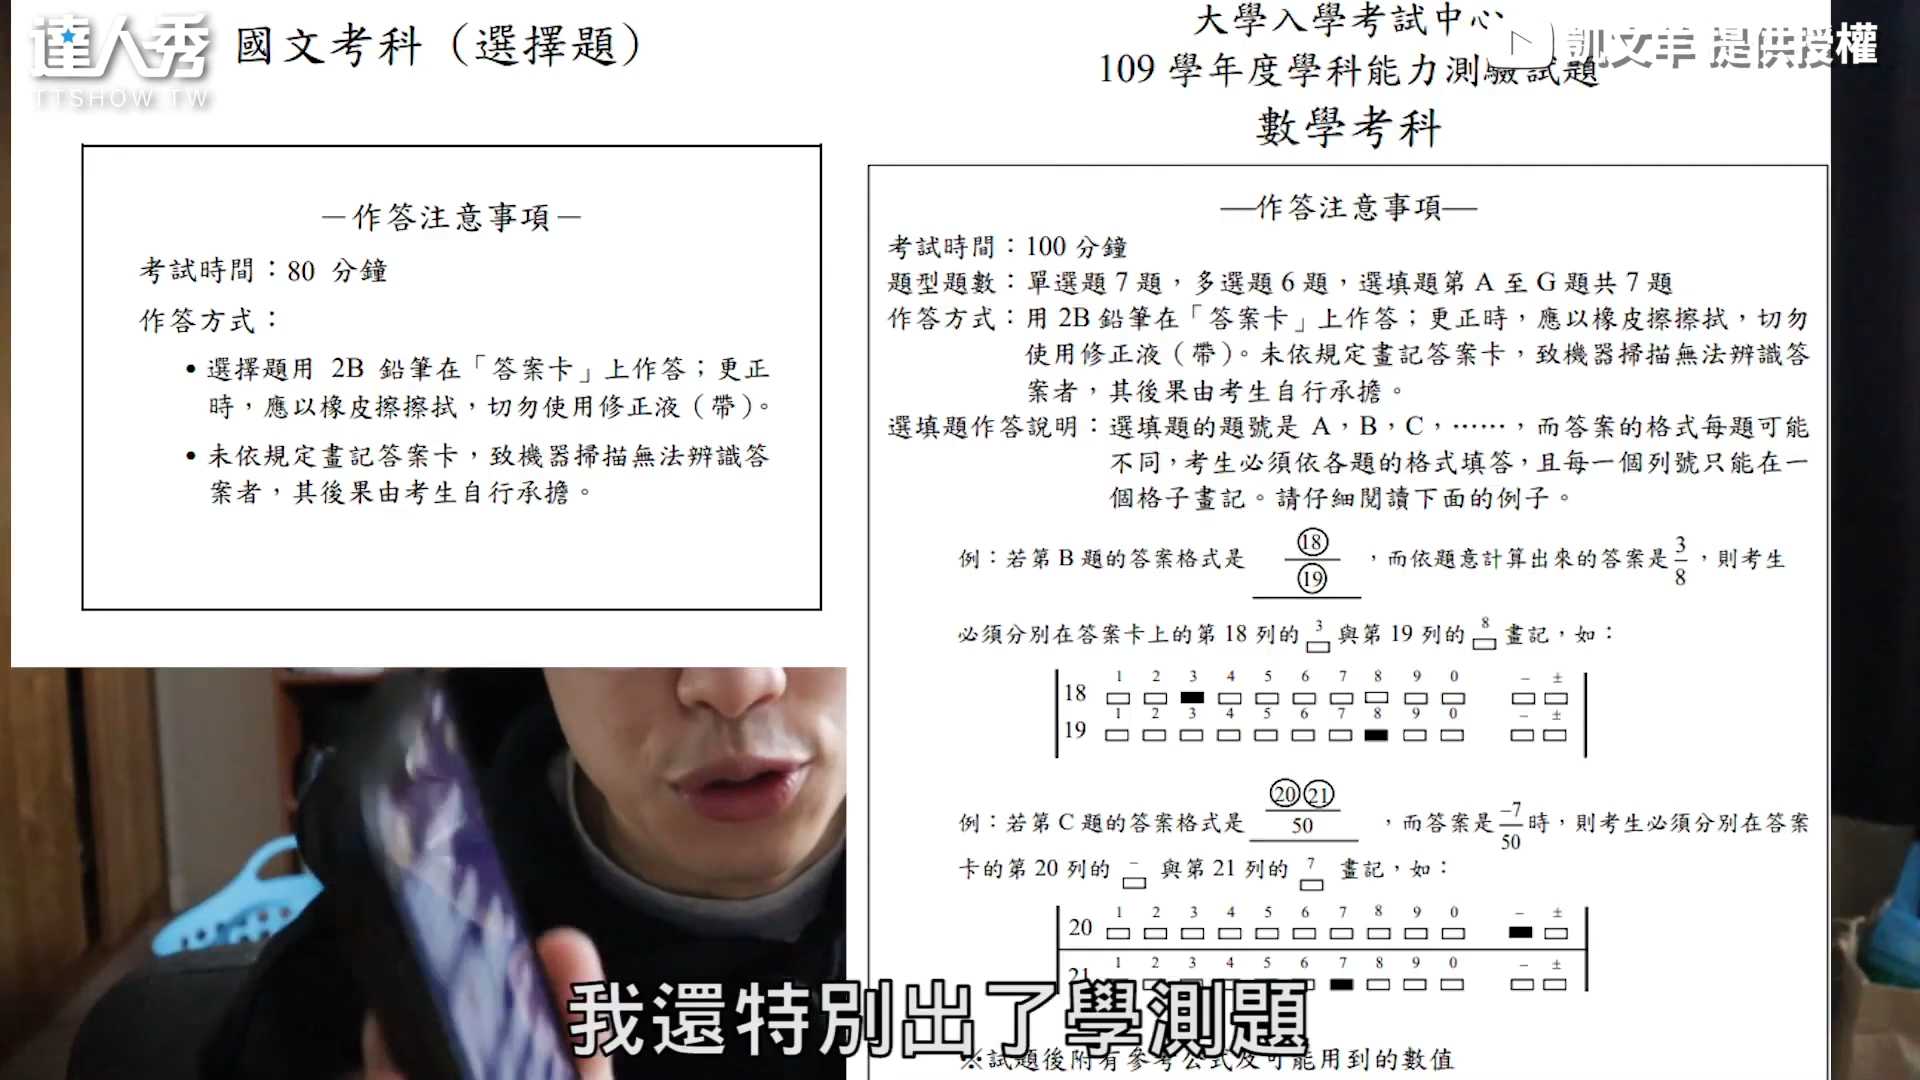 達人秀
TTSHOW.TW
國文考科（選擇題）
－作答注意事項－
考試時間：80 分鐘
作答方式：
• 選擇題用 2B 鉛筆在「答案卡」上作答；更正
時，應以橡皮擦擦拭，切勿使用修正液（帶）。
• 未依規定畫記答案卡，致機器掃描無法辨識答
案者，其後果由考生自行承擔。
大學入學考試中心
凱文羊 提供授權
109 學年度學科能力測驗試題
數學考科
—作答注意事項—
考試時間：100 分鐘
題型題數：單選題 7 題，多選題 6 題，選填題第 A 至 G 題共 7 題
作答方式：用 2B 鉛筆在「答案卡」上作答；更正時，應以橡皮擦擦拭，切勿
使用修正液（帶）。未依規定畫記答案卡，致機器掃描無法辨識答
案者，其後果由考生自行承擔。
選填題作答說明：選填題的題號是 A，B，C，……，而答案的格式每題可能
不同，考生必須依各題的格式填答，且每一個列號只能在一
個格子畫記。請仔細閱讀下面的例子。
例：若第 B 題的答案格式是 ⑱/⑲，而依題意計算出來的答案是 3/8，則考生
必須分別在答案卡上的第 18 列的 3 與第 19 列的 8 畫記，如：
1 2 3 4 5 6 7 8 9 0 － ±
18
1 2 3 4 5 6 7 8 9 0 － ±
19
例：若第 C 題的答案格式是 ⑳㉑/50，而答案是 −7/50 時，則考生必須分別在答案
卡的第 20 列的 － 與第 21 列的 7 畫記，如：
1 2 3 4 5 6 7 8 9 0 － ±
20
1 2 3 4 5 6 7 8 9 0 － ±
21
我還特別出了學測題
※試題後附有參考公式及可能用到的數值